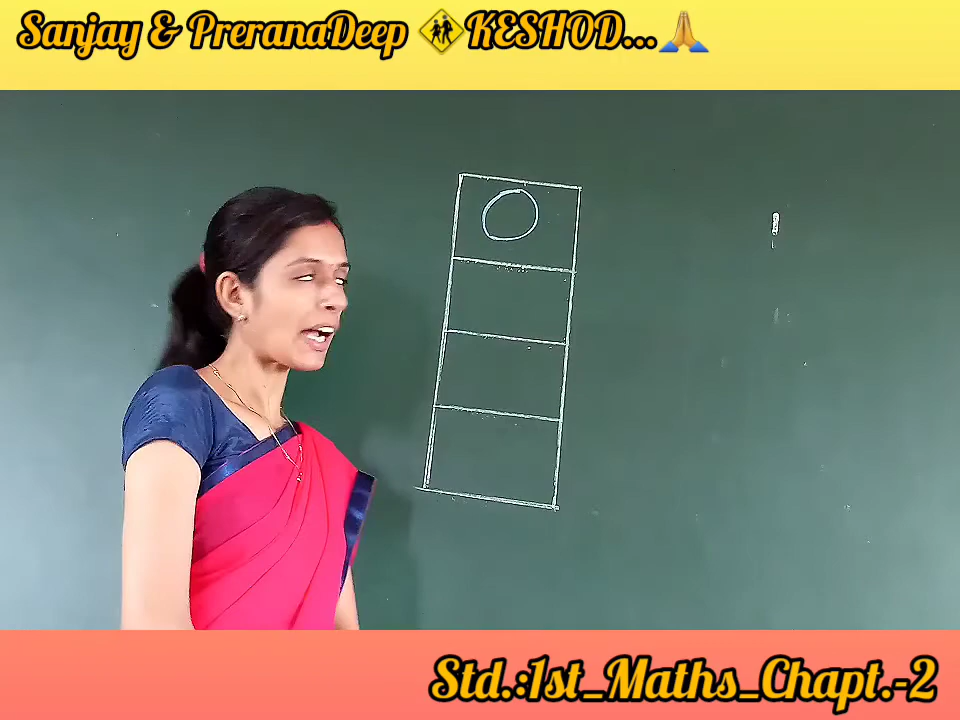 Sanjay & PreranaDeep 🚸KESHOD...🙏
Std.:1st_Maths_Chapt.-2